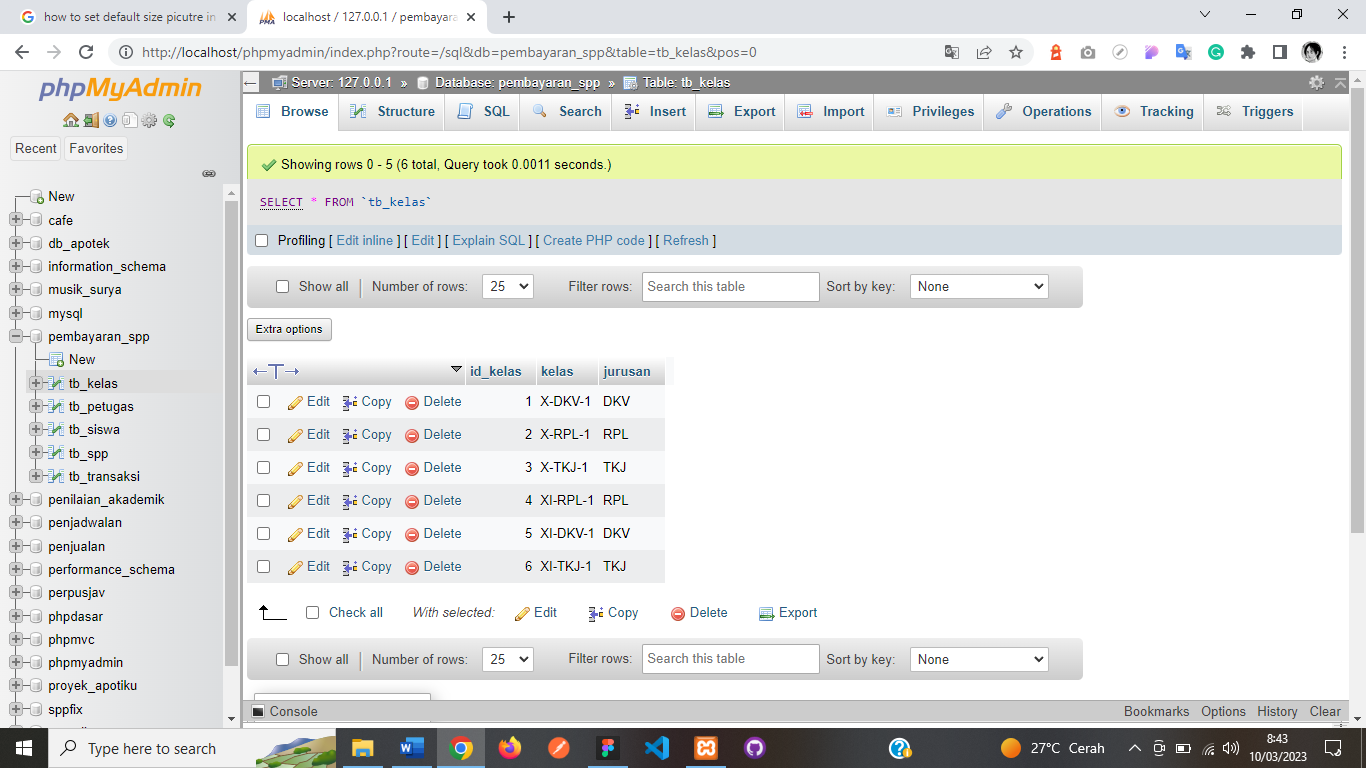 how to set default size picutre in
localhost / 127.0.0.1 / pembayara
http://localhost/phpmyadmin/index.php?route=/sql&db=pembayaran_spp&table=tb_kelas&pos=0
phpMyAdmin
Recent Favorites
New
cafe
db_apotek
information_schema
musik_surya
mysql
pembayaran_spp
New
tb_kelas
tb_petugas
tb_siswa
tb_spp
tb_transaksi
penilaian_akademik
penjadwalan
penjualan
performance_schema
perpusjav
phpdasar
phpmvc
phpmyadmin
proyek_apotiku
sppfix
Server: 127.0.0.1 » Database: pembayaran_spp » Table: tb_kelas
Browse Structure SQL Search Insert Export Import Privileges Operations Tracking Triggers
Showing rows 0 - 5 (6 total, Query took 0.0011 seconds.)
SELECT * FROM `tb_kelas`
Profiling [ Edit inline ] [ Edit ] [ Explain SQL ] [ Create PHP code ] [ Refresh ]
Show all Number of rows: 25 Filter rows: Search this table Sort by key: None
Extra options
id_kelas kelas jurusan
Edit Copy Delete 1 X-DKV-1 DKV
Edit Copy Delete 2 X-RPL-1 RPL
Edit Copy Delete 3 X-TKJ-1 TKJ
Edit Copy Delete 4 XI-RPL-1 RPL
Edit Copy Delete 5 XI-DKV-1 DKV
Edit Copy Delete 6 XI-TKJ-1 TKJ
Check all With selected: Edit Copy Delete Export
Show all Number of rows: 25 Filter rows: Search this table Sort by key: None
Console Bookmarks Options History Clear
Type here to search
27°C Cerah
8:43
10/03/2023